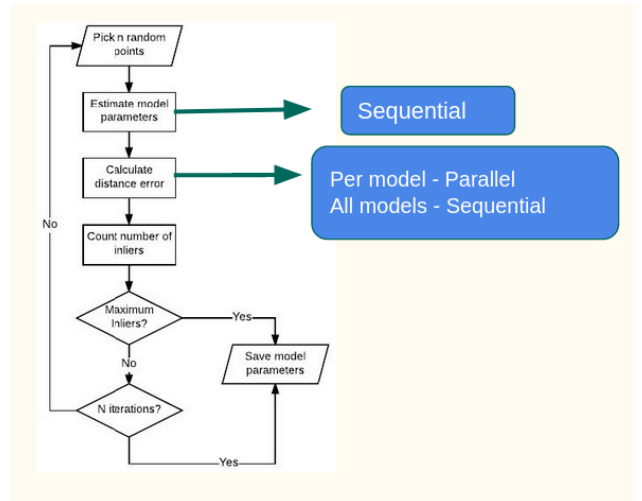 Pick n random
points
Estimate model
parameters
Sequential
Calculate
distance error
Per model - Parallel
All models - Sequential
No
Count number of
inliers
Maximum
Inliers?
Yes
Save model
parameters
No
N iterations?
Yes